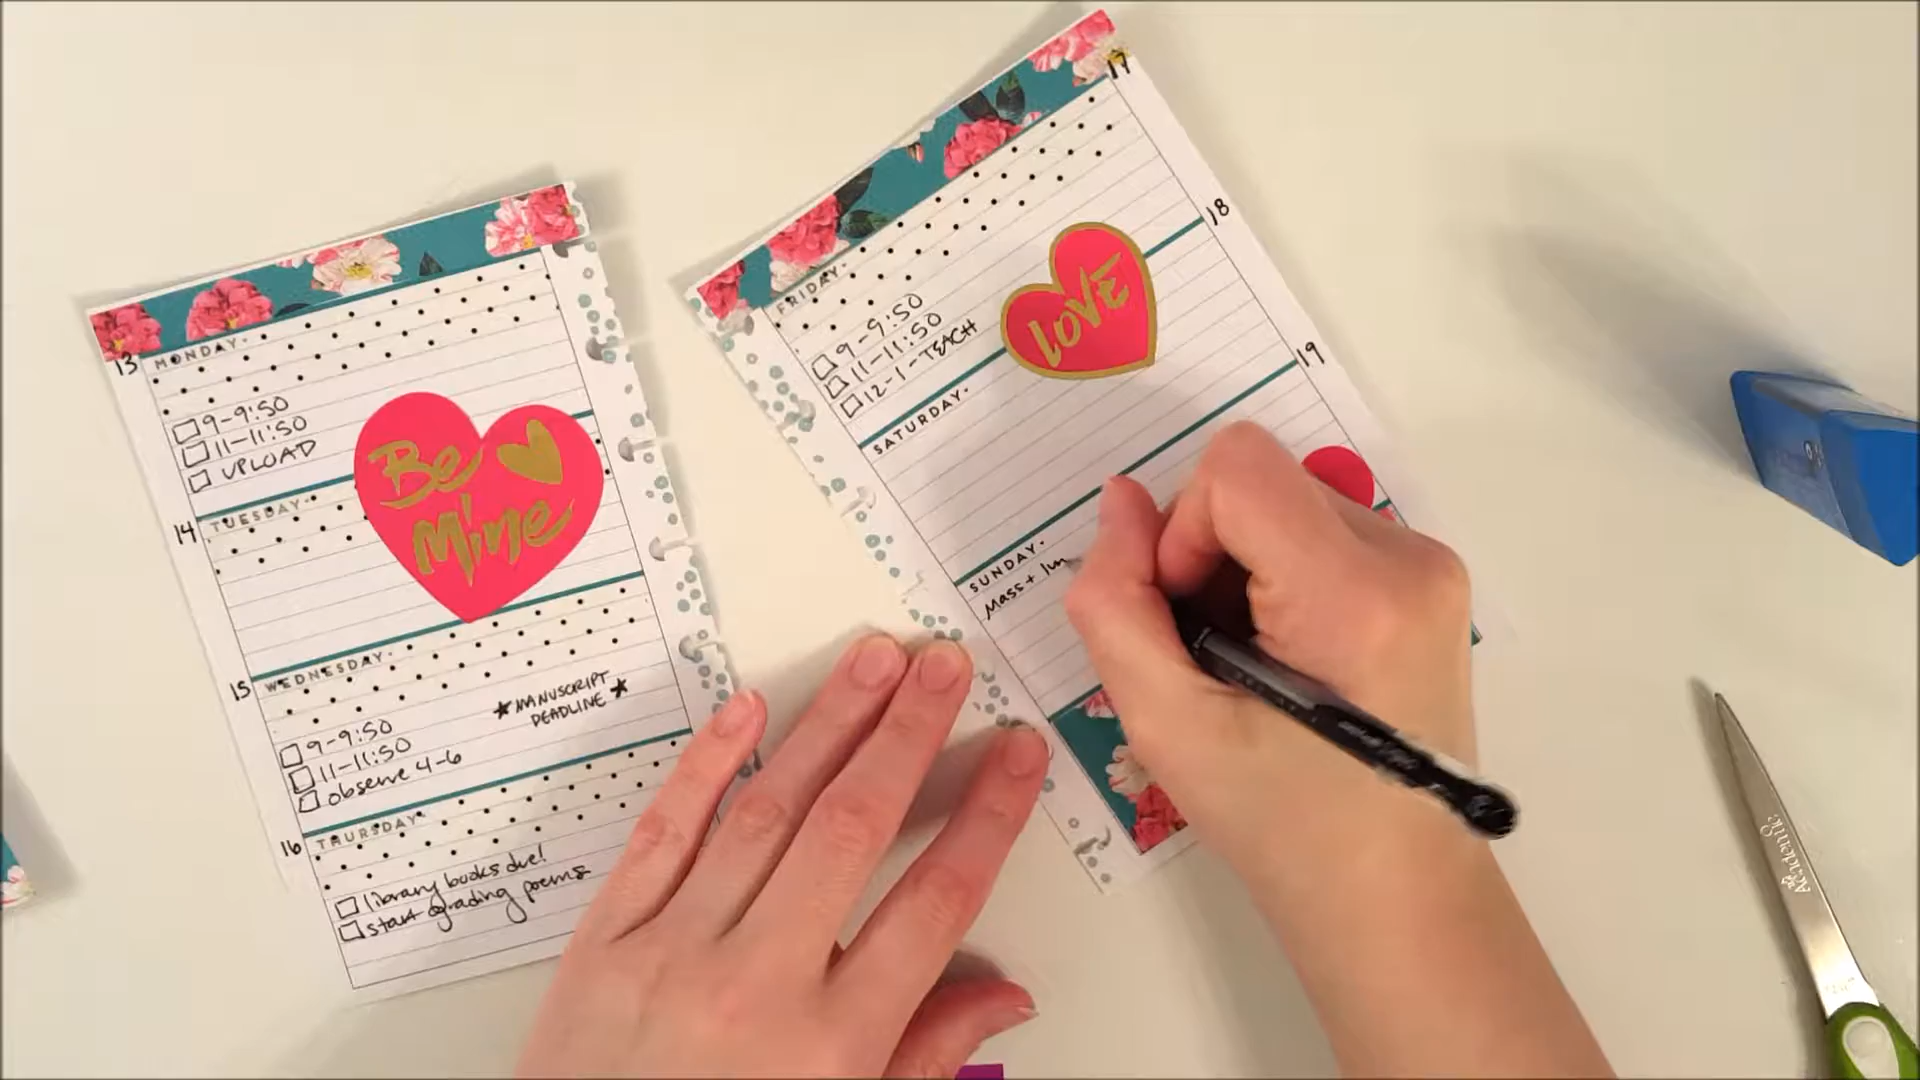 13 MONDAY
9-9:50
11-11:50
UPLOAD
Be
Mine
14 TUESDAY
15 WEDNESDAY
MANUSCRIPT
DEADLINE
9-9:50
11-11:50
observe 4-6
16 THURSDAY
library books due!
start grading poems
17
FRIDAY
9-9:50
11-11:50
12-1-TEACH
LOVE
18
SATURDAY
19
SUNDAY
Mass +
Academic